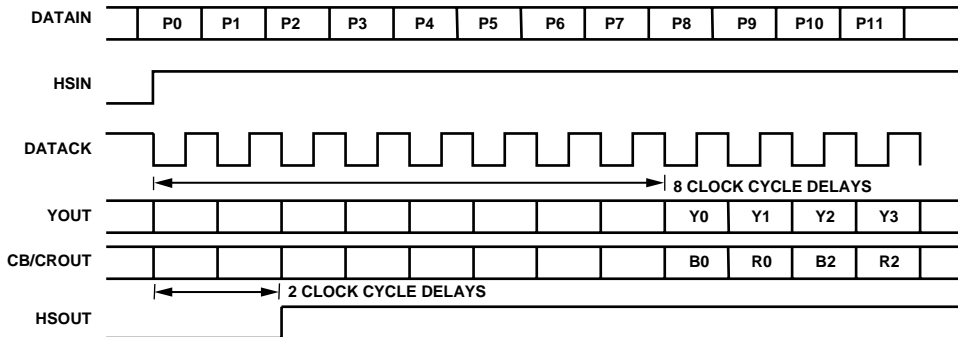 DATAIN P0 P1 P2 P3 P4 P5 P6 P7 P8 P9 P10 P11
HSIN
DATACK
8 CLOCK CYCLE DELAYS
YOUT Y0 Y1 Y2 Y3
CB/CROUT B0 R0 B2 R2
2 CLOCK CYCLE DELAYS
HSOUT